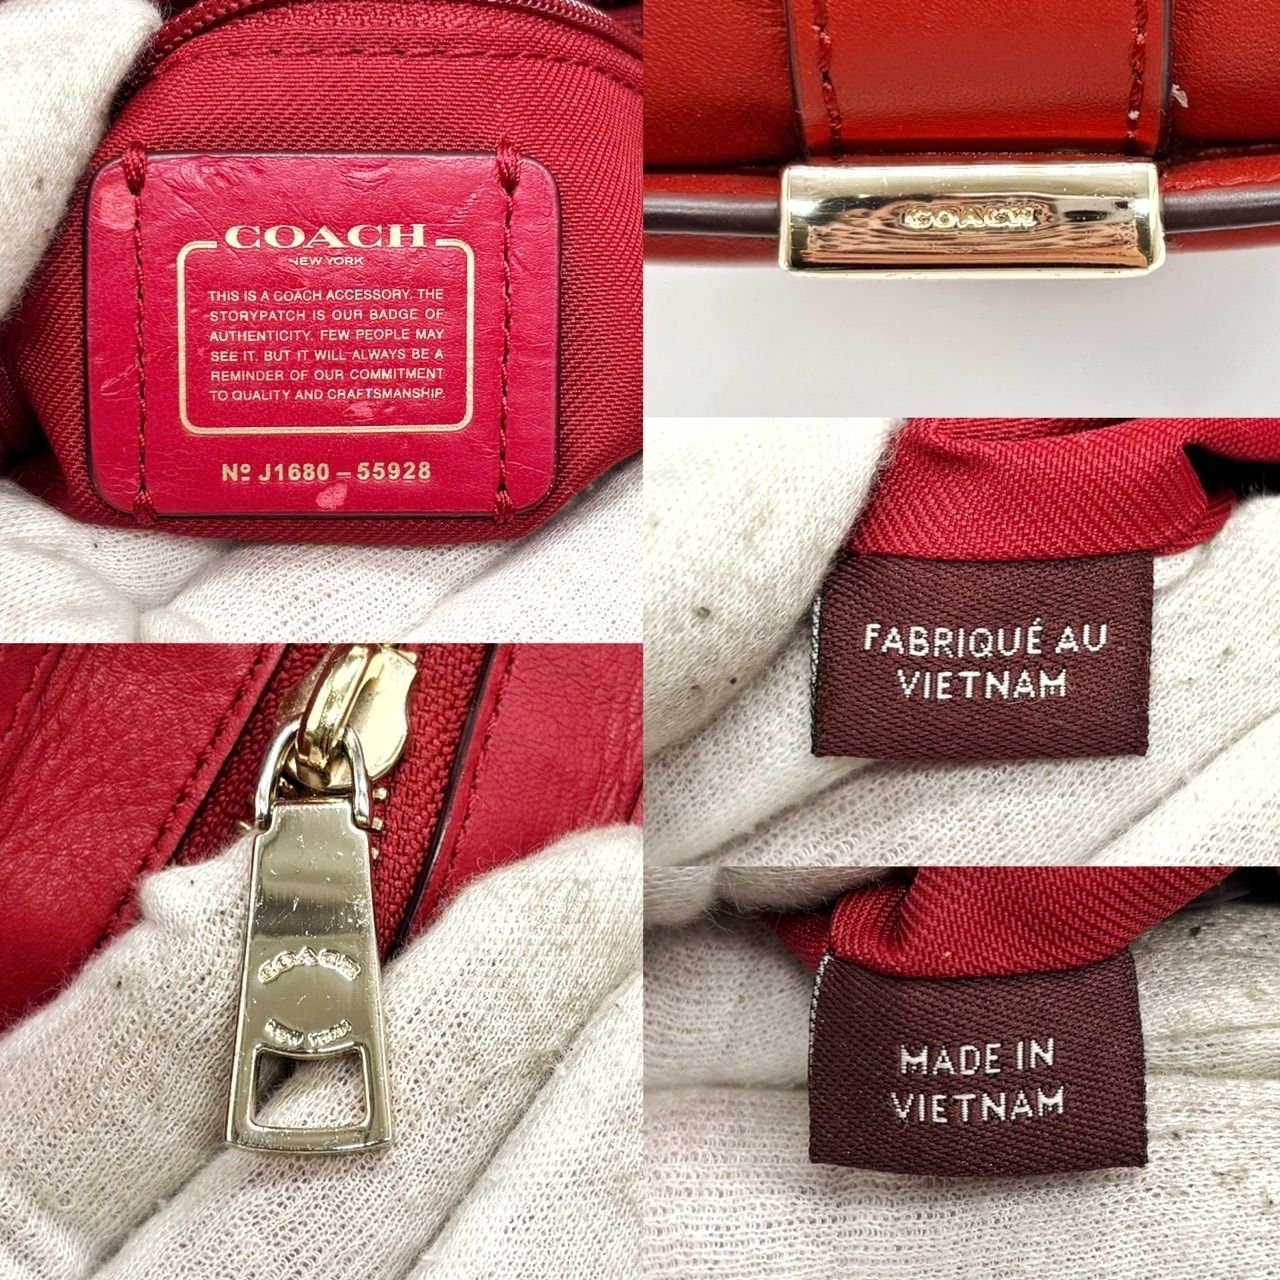 COACH
NEW YORK
THIS IS A COACH ACCESSORY. THE
STORYPATCH IS OUR BADGE OF
AUTHENTICITY. FEW PEOPLE MAY
SEE IT. BUT IT WILL ALWAYS BE A
REMINDER OF OUR COMMITMENT
TO QUALITY AND CRAFTSMANSHIP.
Nº J1680 – 55928
COACH
FABRIQUÉ AU
VIETNAM
COACH
NEW YORK
MADE IN
VIETNAM